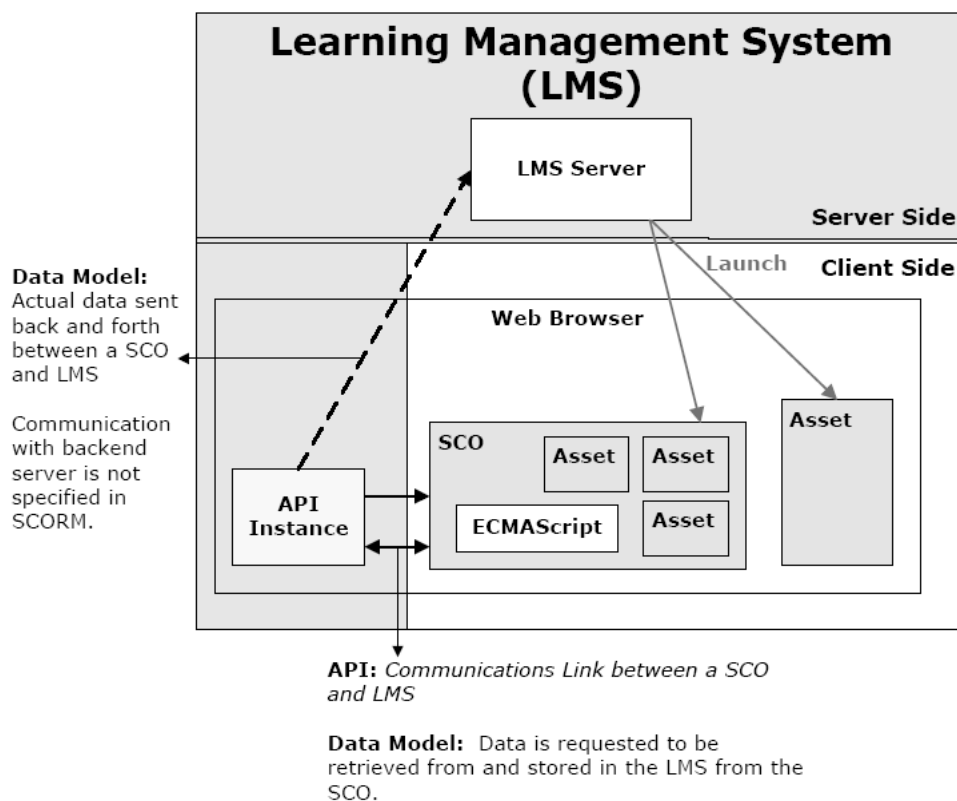 Learning Management System
(LMS)
LMS Server
Server Side
Launch
Client Side
Data Model:
Actual data sent
back and forth
between a SCO
and LMS
Communication
with backend
server is not
specified in
SCORM.
Web Browser
Asset
SCO
Asset
Asset
API
Instance
ECMAScript
Asset
API: Communications Link between a SCO
and LMS
Data Model: Data is requested to be
retrieved from and stored in the LMS from the
SCO.